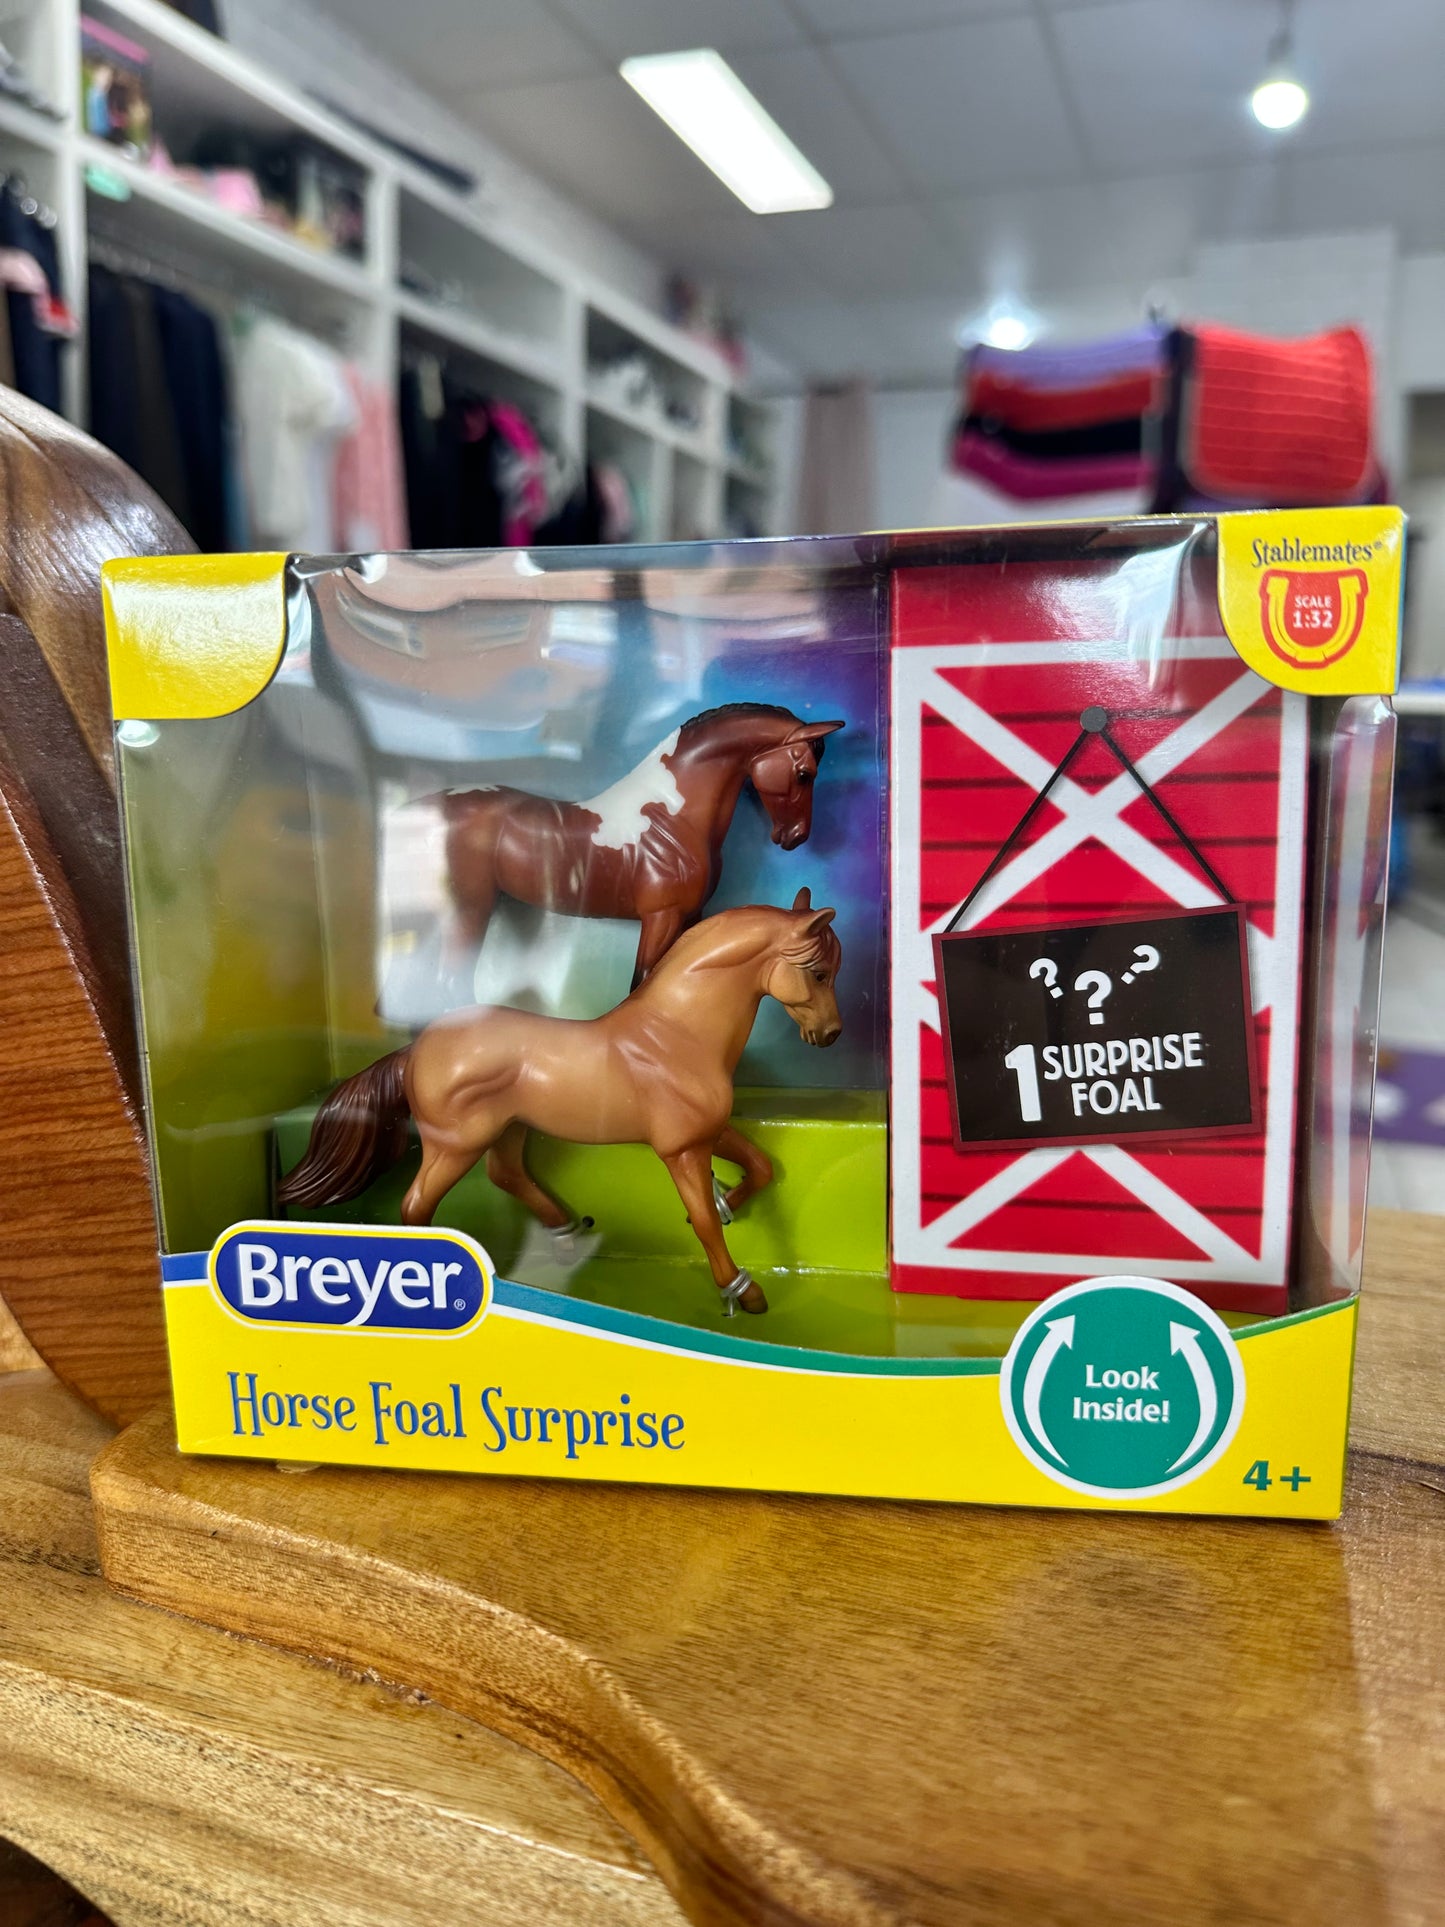 Stablemates®
SCALE
1:32
? ? ?
1 SURPRISE
FOAL
Breyer®
Horse Foal Surprise
Look
Inside!
4+